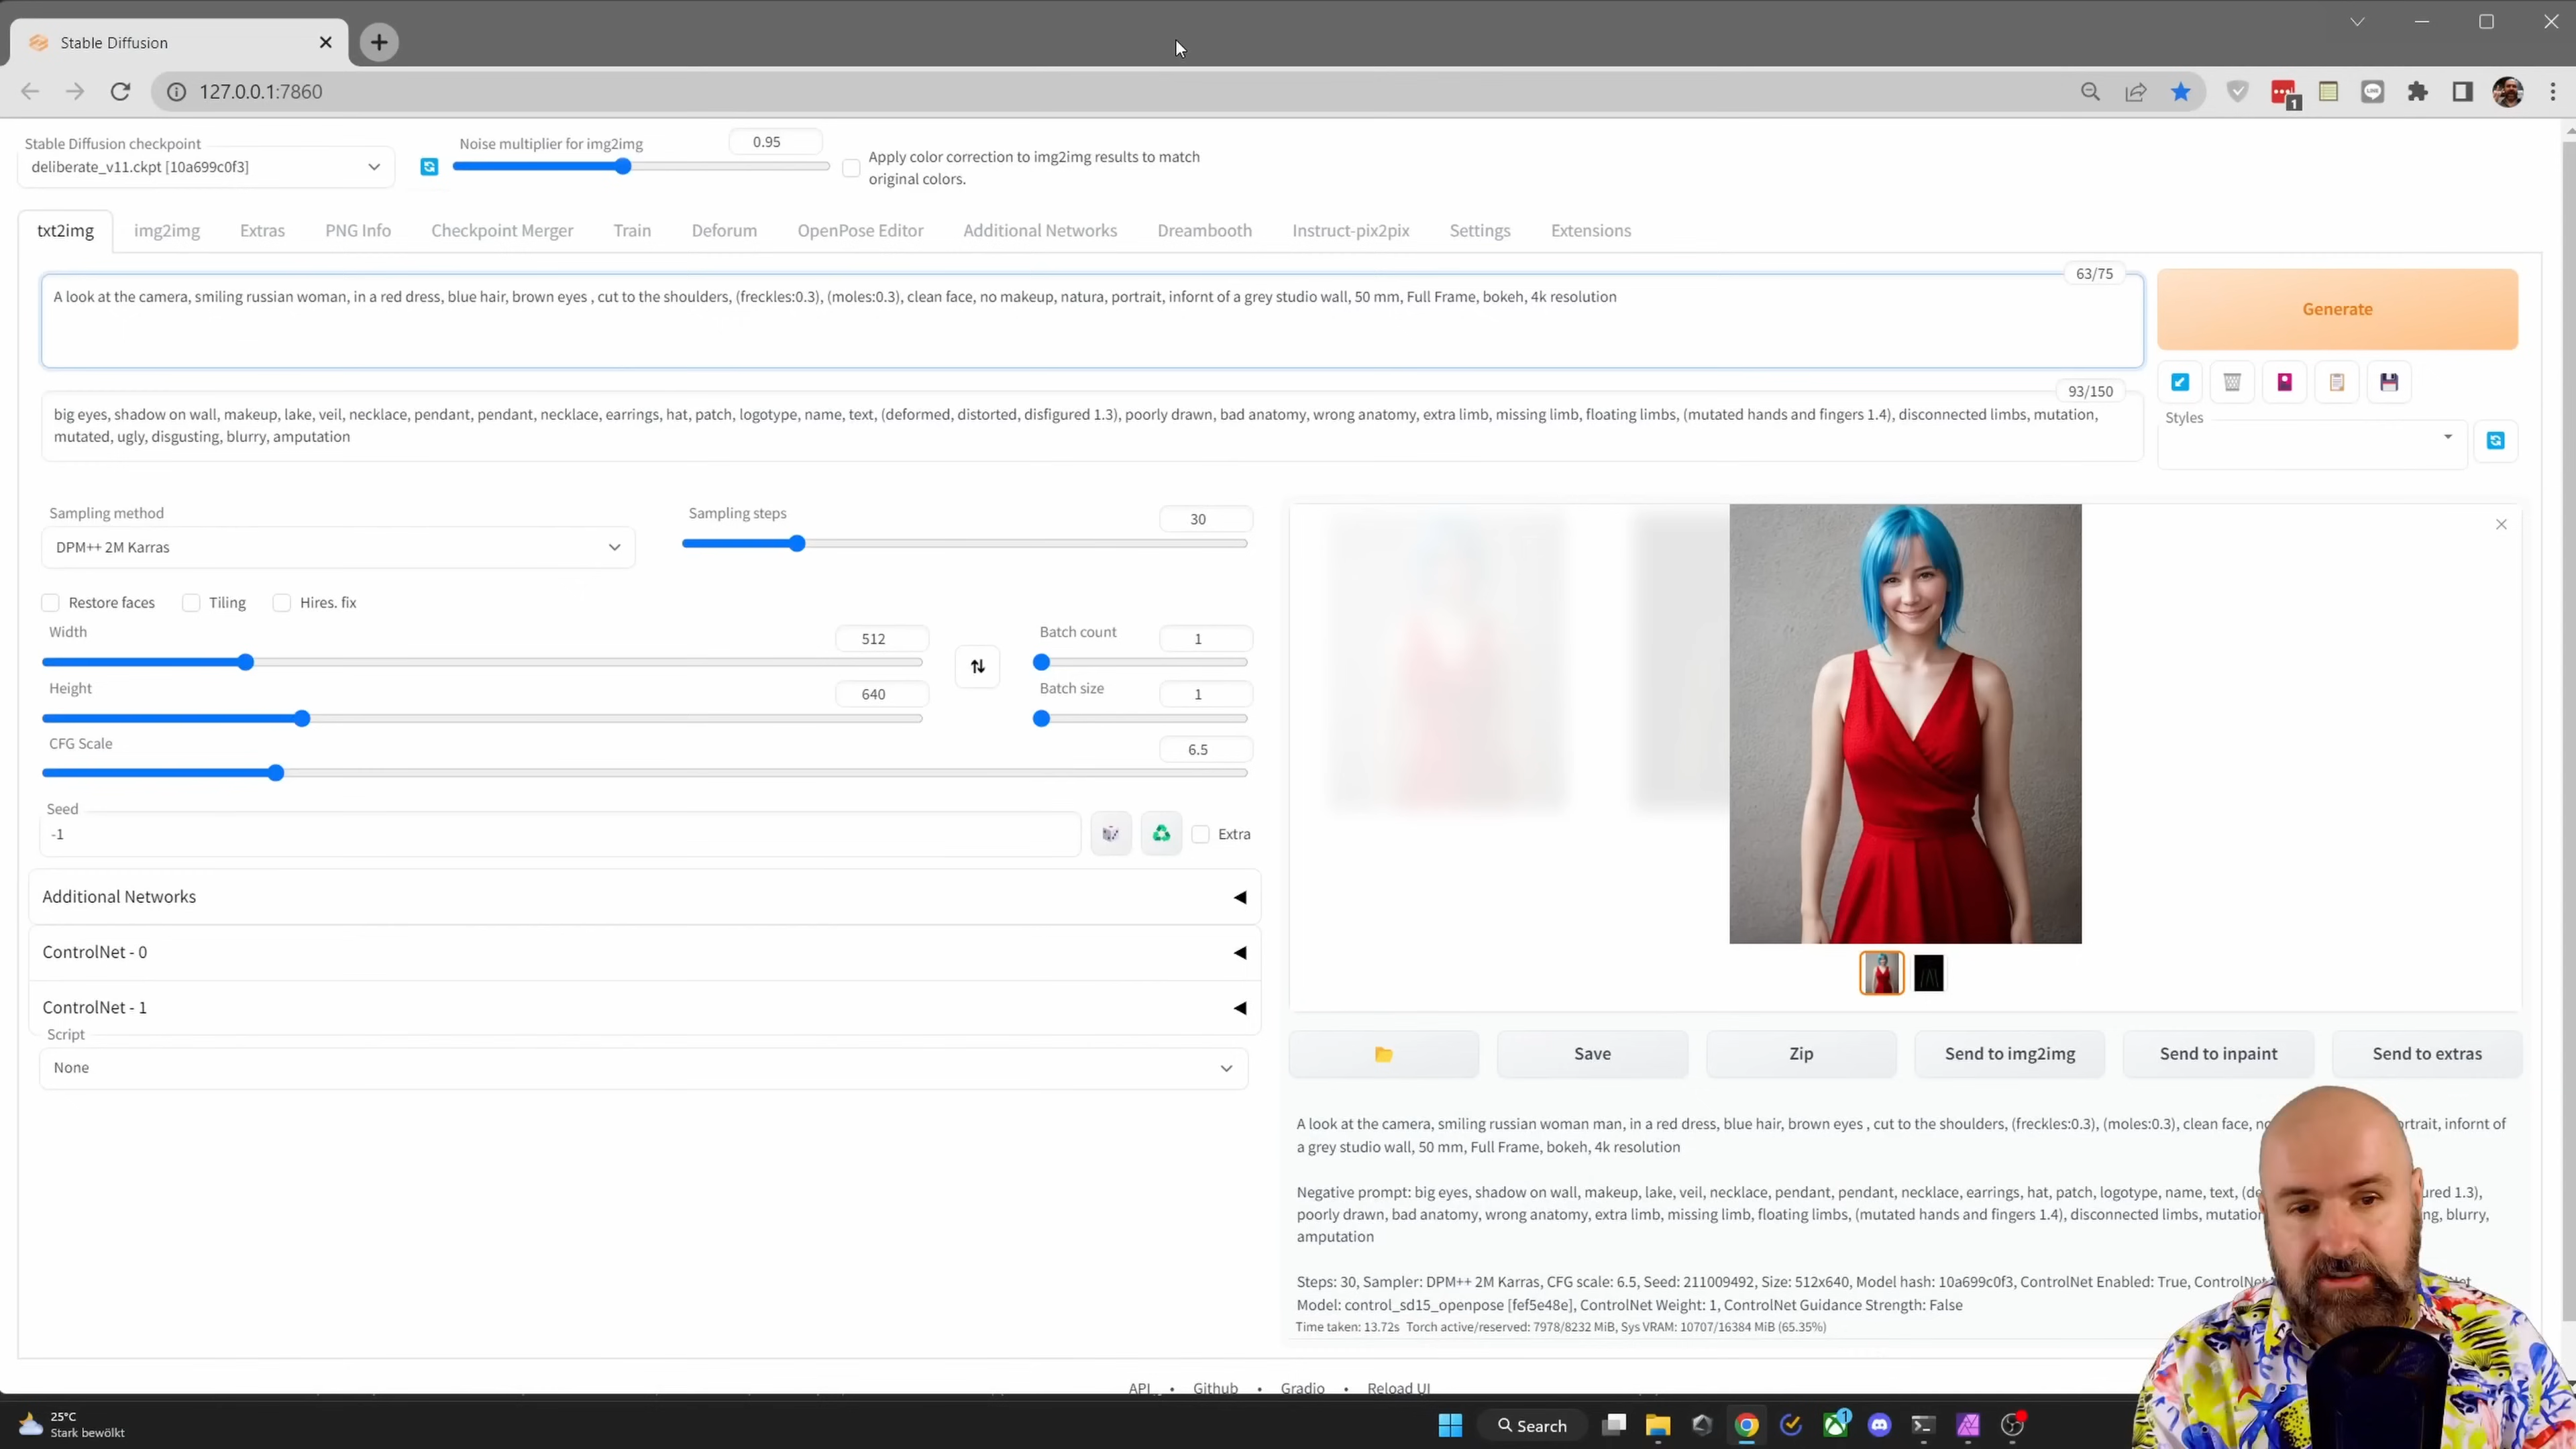 Stable Diffusion
127.0.0.1:7860
1
Stable Diffusion checkpoint
deliberate_v11.ckpt [10a699c0f3]
Noise multiplier for img2img
0.95
Apply color correction to img2img results to match
original colors.
txt2img
img2img
Extras
PNG Info
Checkpoint Merger
Train
Deforum
OpenPose Editor
Additional Networks
Dreambooth
Instruct-pix2pix
Settings
Extensions
63/75
A look at the camera, smiling russian woman, in a red dress, blue hair, brown eyes , cut to the shoulders, (freckles:0.3), (moles:0.3), clean face, no makeup, natura, portrait, infornt of a grey studio wall, 50 mm, Full Frame, bokeh, 4k resolution
Generate
93/150
big eyes, shadow on wall, makeup, lake, veil, necklace, pendant, pendant, necklace, earrings, hat, patch, logotype, name, text, (deformed, distorted, disfigured 1.3), poorly drawn, bad anatomy, wrong anatomy, extra limb, missing limb, floating limbs, (mutated hands and fingers 1.4), disconnected limbs, mutation,
mutated, ugly, disgusting, blurry, amputation
Styles
Sampling method
DPM++ 2M Karras
Sampling steps
30
Restore faces
Tiling
Hires. fix
Width
512
Batch count
1
Height
640
Batch size
1
CFG Scale
6.5
Seed
-1
Extra
Additional Networks
ControlNet - 0
ControlNet - 1
Script
None
Save
Zip
Send to img2img
Send to inpaint
Send to extras
A look at the camera, smiling russian woman man, in a red dress, blue hair, brown eyes , cut to the shoulders, (freckles:0.3), (moles:0.3), clean face, infornt of
a grey studio wall, 50 mm, Full Frame, bokeh, 4k resolution
Negative prompt: big eyes, shadow on wall, makeup, lake, veil, necklace, pendant, pendant, necklace, earrings, hat, patch, logotype, name, text, 1.3),
poorly drawn, bad anatomy, wrong anatomy, extra limb, missing limb, floating limbs, (mutated hands and fingers 1.4), disconnected limbs, blurry,
amputation
Steps: 30, Sampler: DPM++ 2M Karras, CFG scale: 6.5, Seed: 211009492, Size: 512x640, Model hash: 10a699c0f3, ControlNet Enabled: True,
Model: control_sd15_openpose [fef5e48e], ControlNet Weight: 1, ControlNet Guidance Strength: False
Time taken: 13.72s Torch active/reserved: 7978/8232 MiB, Sys VRAM: 10707/16384 MiB (65.35%)
API • Github • Gradio • Reload UI
25°C
Stark bewölkt
Search
1